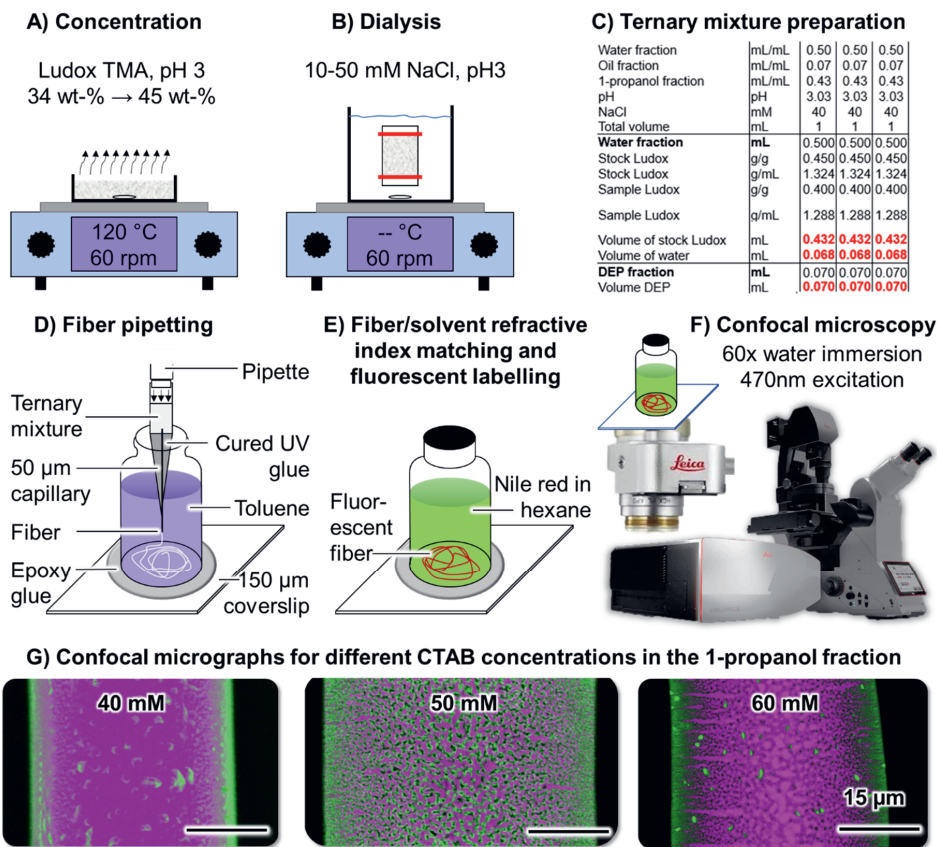 A) Concentration
Ludox TMA, pH 3
34 wt-% → 45 wt-%
120 °C
60 rpm
B) Dialysis
10-50 mM NaCl, pH3
-- °C
60 rpm
C) Ternary mixture preparation
Water fraction mL/mL 0.50 0.50 0.50
Oil fraction mL/mL 0.07 0.07 0.07
1-propanol fraction mL/mL 0.43 0.43 0.43
pH pH 3.03 3.03 3.03
NaCl mM 40 40 40
Total volume mL 1 1 1
Water fraction mL 0.500 0.500 0.500
Stock Ludox g/g 0.450 0.450 0.450
Stock Ludox g/mL 1.324 1.324 1.324
Sample Ludox g/g 0.400 0.400 0.400
Sample Ludox g/mL 1.288 1.288 1.288
Volume of stock Ludox mL 0.432 0.432 0.432
Volume of water mL 0.068 0.068 0.068
DEP fraction mL 0.070 0.070 0.070
Volume DEP mL 0.070 0.070 0.070
D) Fiber pipetting
Pipette
Ternary
mixture
Cured UV
glue
50 µm
capillary
Toluene
Fiber
Epoxy
glue
150 µm
coverslip
E) Fiber/solvent refractive
index matching and
fluorescent labelling
Nile red in
hexane
Fluor-
escent
fiber
F) Confocal microscopy
60x water immersion
470nm excitation
Leica
G) Confocal micrographs for different CTAB concentrations in the 1-propanol fraction
40 mM
50 mM
60 mM
15 µm